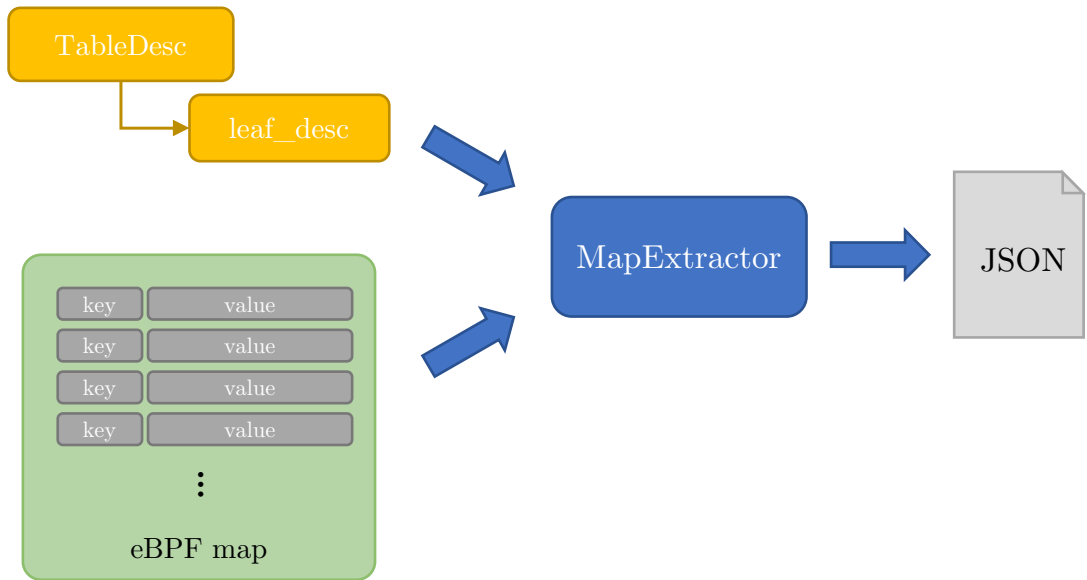 TableDesc
leaf_desc
MapExtractor
JSON
key value
key value
key value
key value
⋮
eBPF map